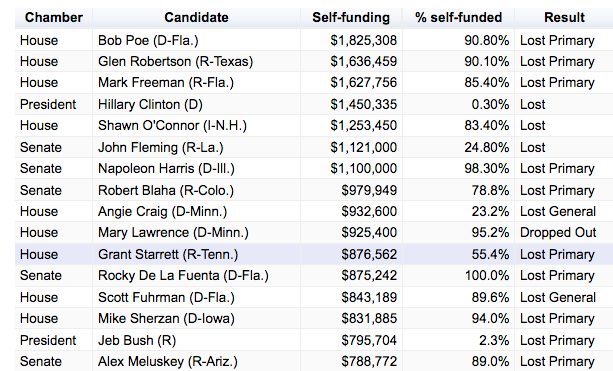 Chamber Candidate Self-funding % self-funded Result
House Bob Poe (D-Fla.) $1,825,308 90.80% Lost Primary
House Glen Robertson (R-Texas) $1,636,459 90.10% Lost Primary
House Mark Freeman (R-Fla.) $1,627,756 85.40% Lost Primary
President Hillary Clinton (D) $1,450,335 0.30% Lost
House Shawn O'Connor (I-N.H.) $1,253,450 83.40% Lost
Senate John Fleming (R-La.) $1,121,000 24.80% Lost
Senate Napoleon Harris (D-Ill.) $1,100,000 98.30% Lost Primary
Senate Robert Blaha (R-Colo.) $979,949 78.8% Lost Primary
House Angie Craig (D-Minn.) $932,600 23.2% Lost General
House Mary Lawrence (D-Minn.) $925,400 95.2% Dropped Out
House Grant Starrett (R-Tenn.) $876,562 55.4% Lost Primary
Senate Rocky De La Fuenta (D-Fla.) $875,242 100.0% Lost Primary
House Scott Fuhrman (D-Fla.) $843,189 89.6% Lost General
House Mike Sherzan (D-Iowa) $831,885 94.0% Lost Primary
President Jeb Bush (R) $795,704 2.3% Lost Primary
Senate Alex Meluskey (R-Ariz.) $788,772 89.0% Lost Primary